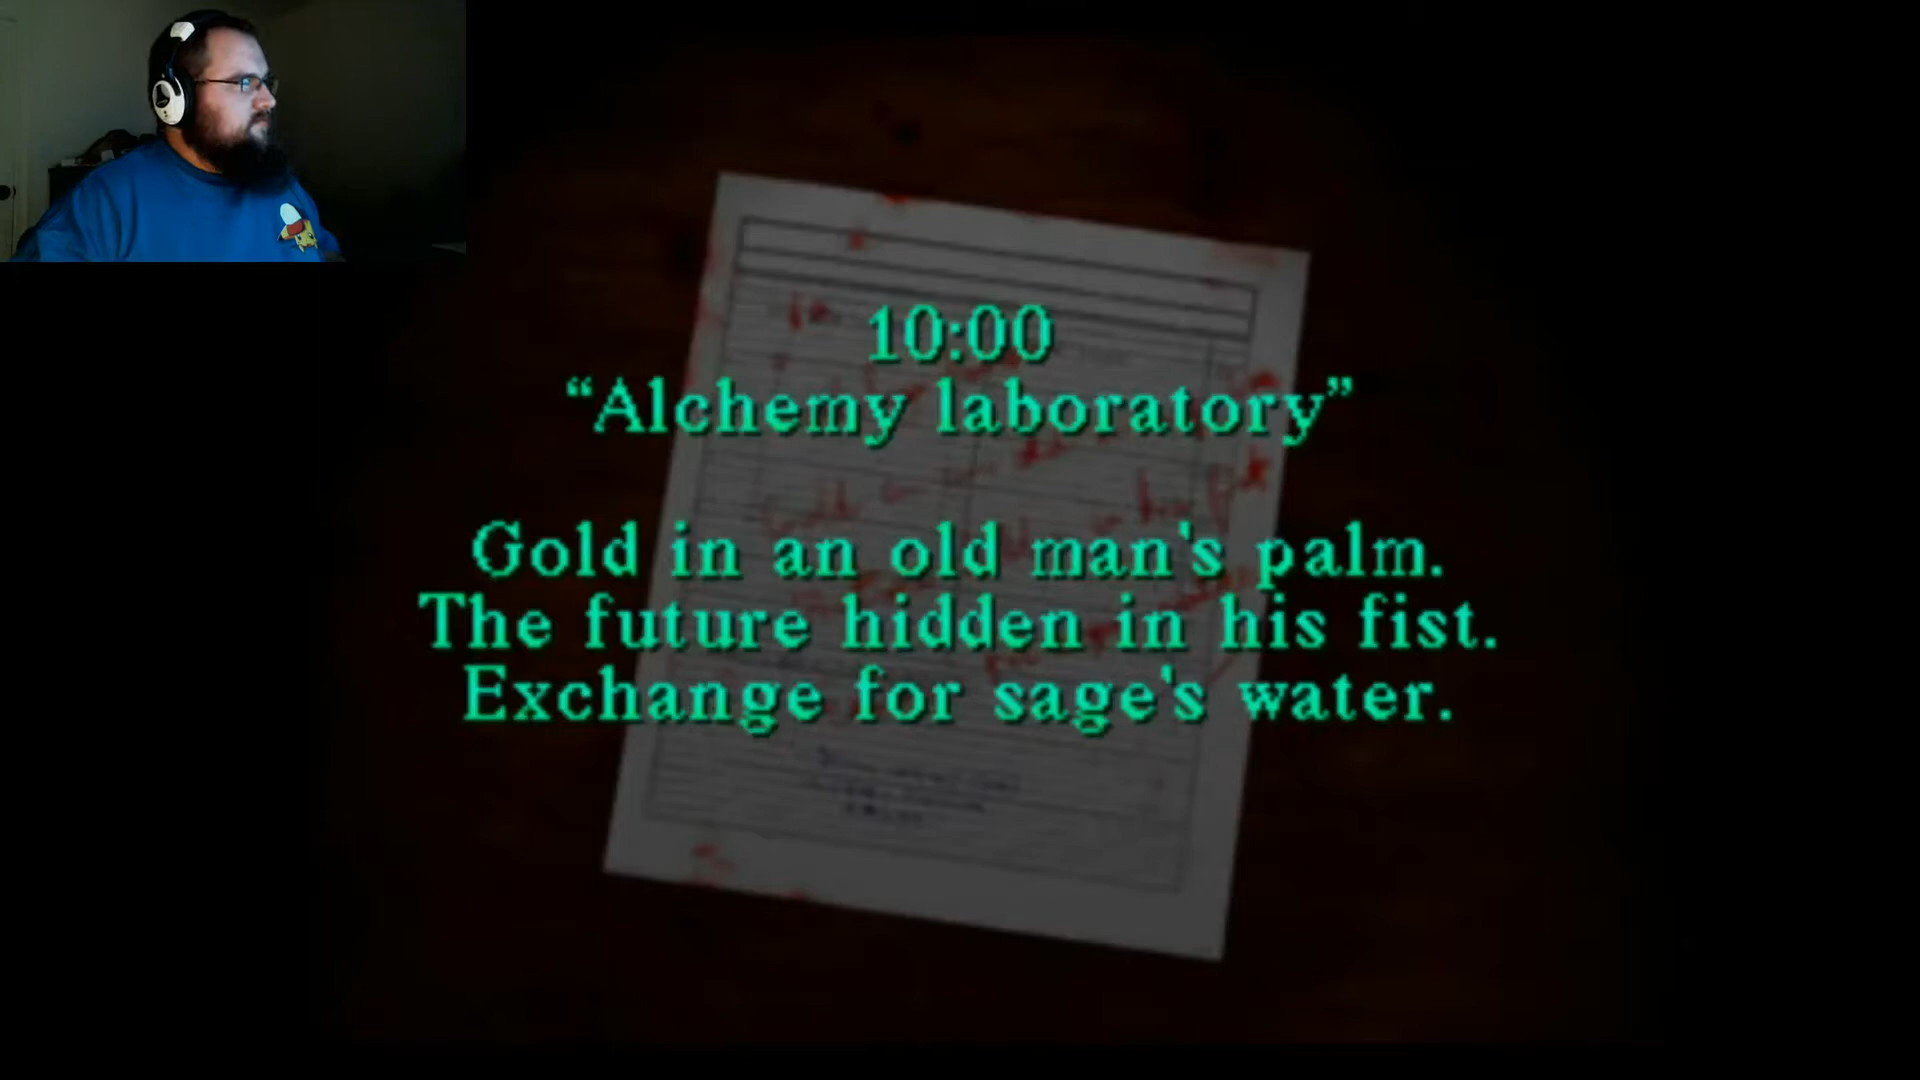 10:00
“Alchemy laboratory”
Gold in an old man's palm.
The future hidden in his fist.
Exchange for sage's water.